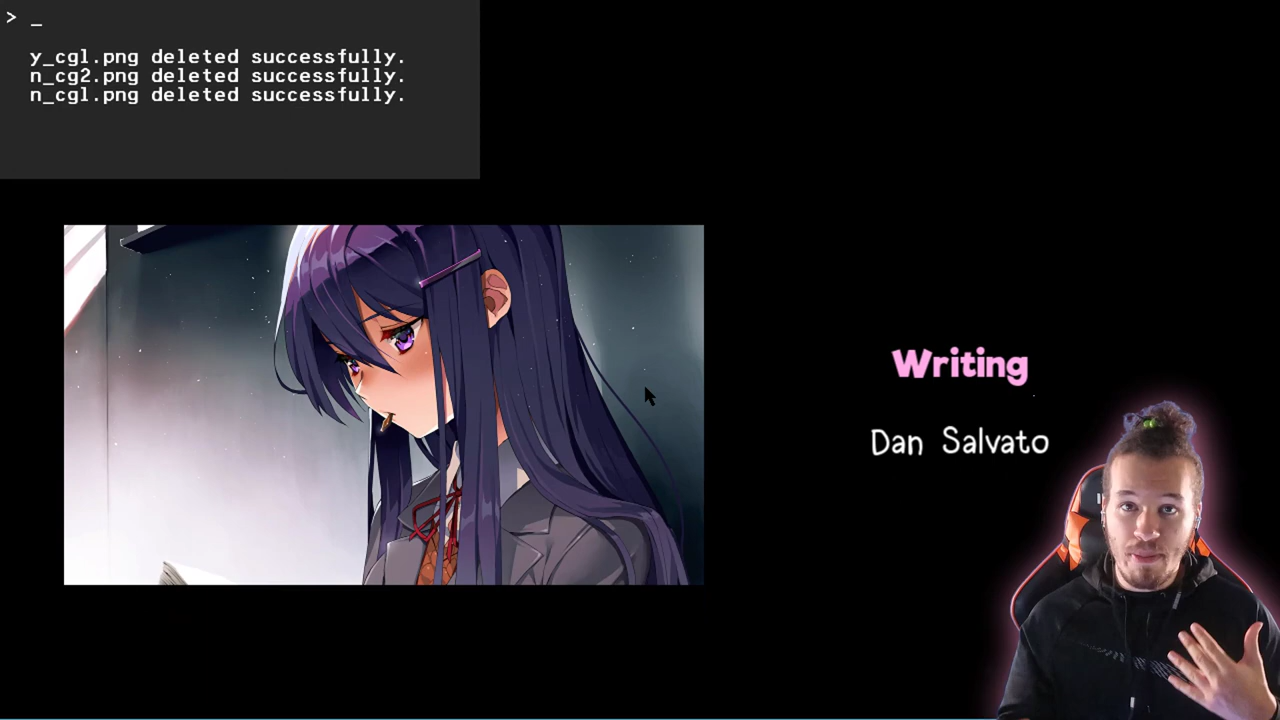 > _
y_cg1.png deleted successfully.
n_cg2.png deleted successfully.
n_cg1.png deleted successfully.
Writing
Dan Salvato